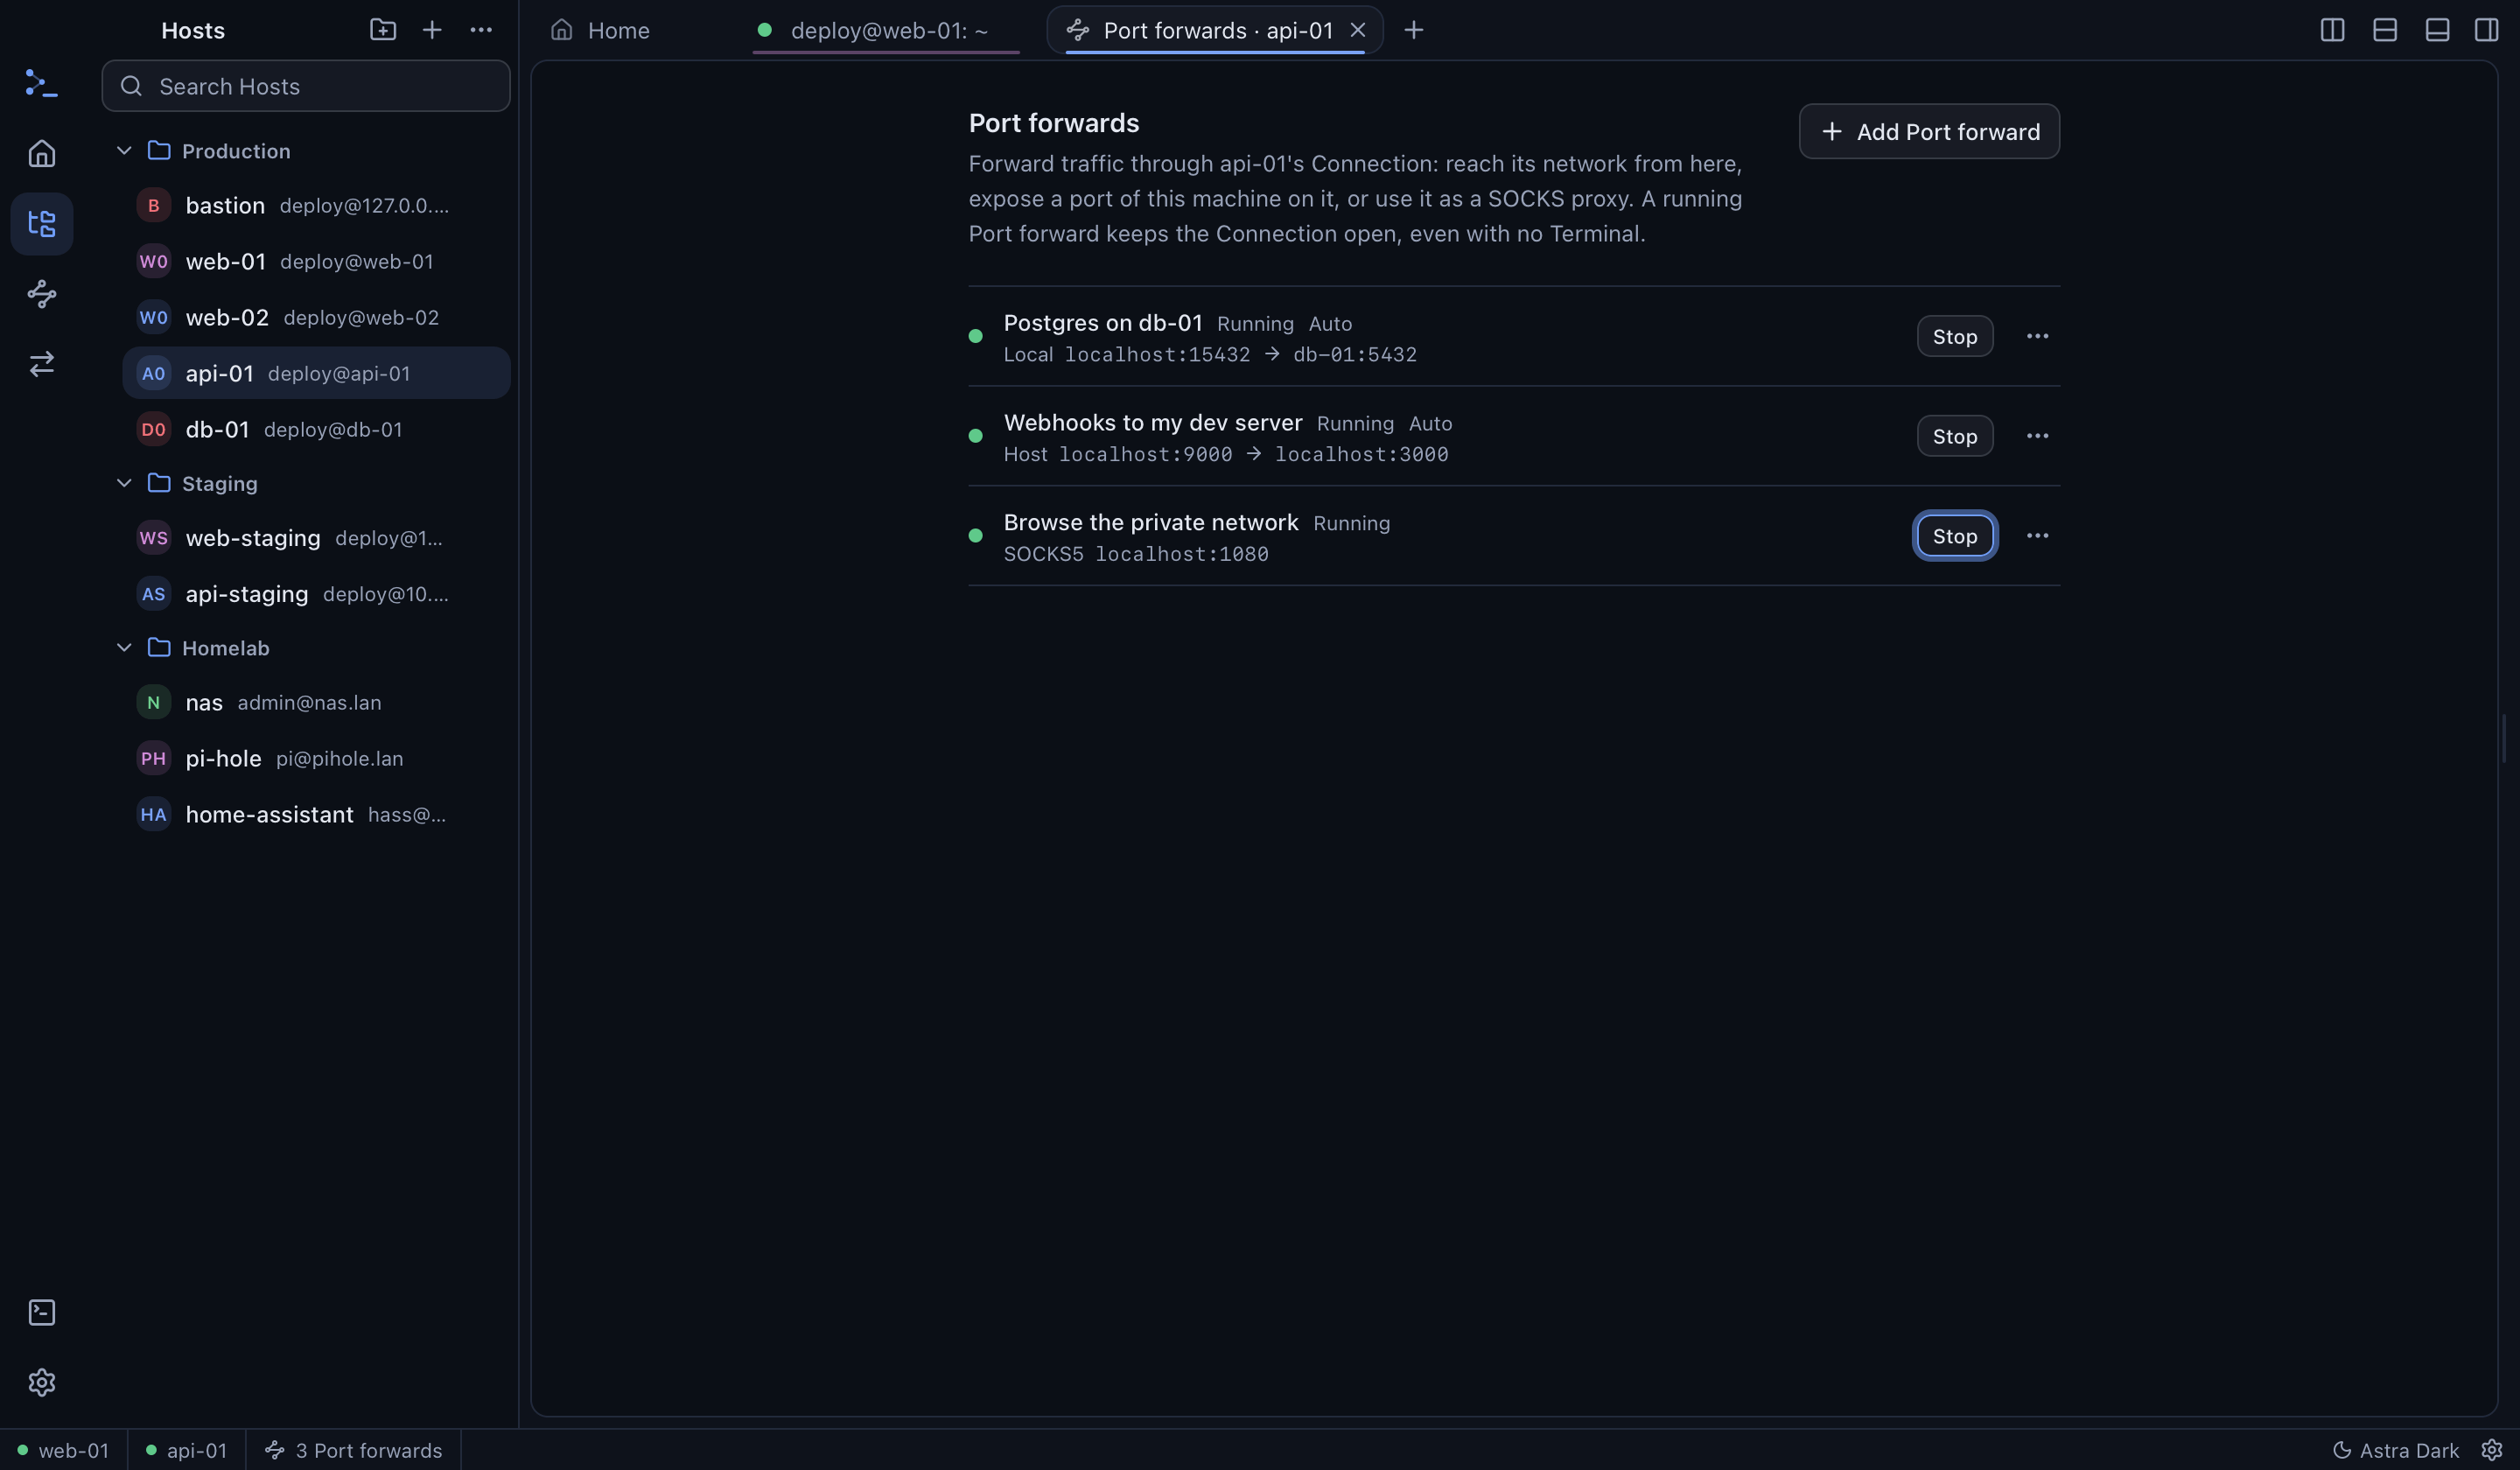 Hosts
Home
deploy@web-01: ~
Port forwards · api-01
Search Hosts
Production
B bastion deploy@127.0.0....
W0 web-01 deploy@web-01
W0 web-02 deploy@web-02
A0 api-01 deploy@api-01
D0 db-01 deploy@db-01
Staging
WS web-staging deploy@1...
AS api-staging deploy@10....
Homelab
N nas admin@nas.lan
PH pi-hole pi@pihole.lan
HA home-assistant hass@...
Port forwards
Add Port forward
Forward traffic through api-01's Connection: reach its network from here,
expose a port of this machine on it, or use it as a SOCKS proxy. A running
Port forward keeps the Connection open, even with no Terminal.
Postgres on db-01 Running Auto
Local localhost:15432 → db-01:5432
Stop
Webhooks to my dev server Running Auto
Host localhost:9000 → localhost:3000
Stop
Browse the private network Running
SOCKS5 localhost:1080
Stop
web-01
api-01
3 Port forwards
Astra Dark